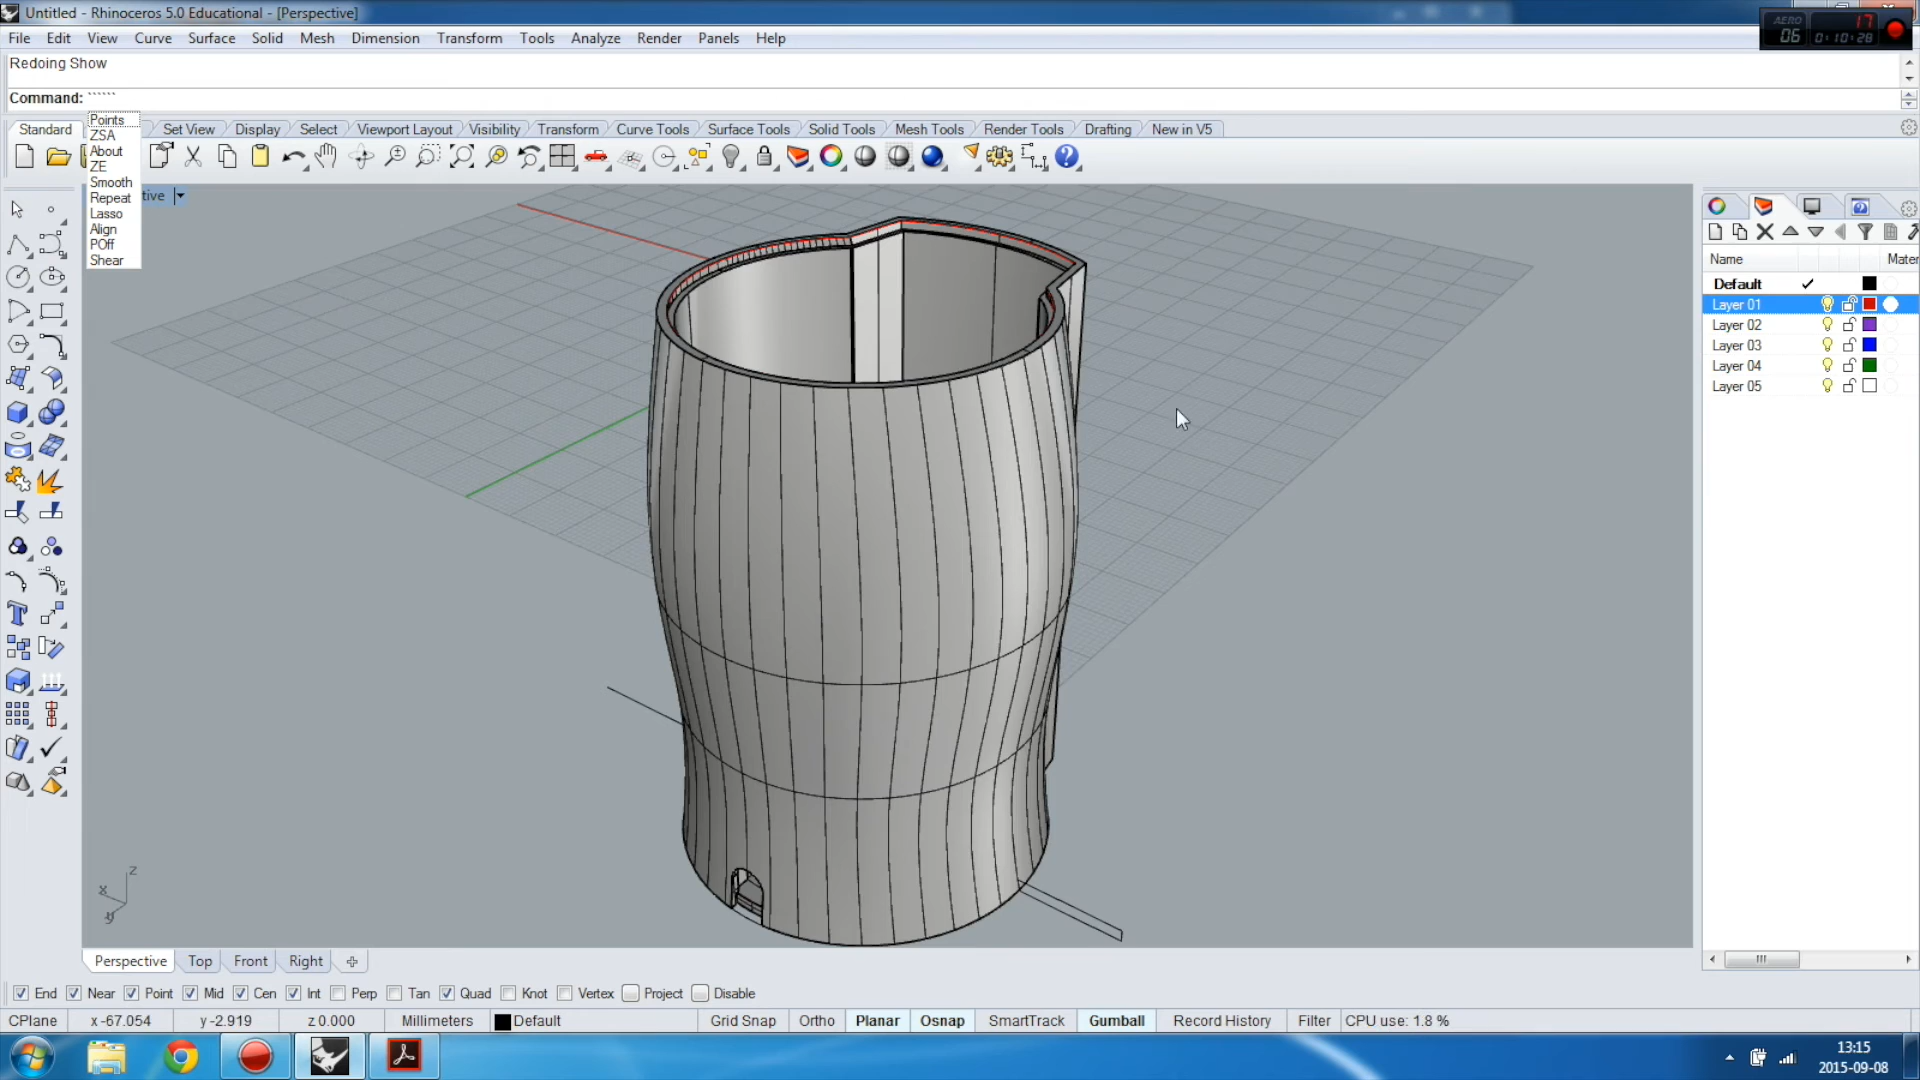 Untitled - Rhinoceros 5.0 Educational - [Perspective]
AERO 06 17 0:10:28
File Edit View Curve Surface Solid Mesh Dimension Transform Tools Analyze Render Panels Help
Redoing Show
Command: ``````
Points
ZSA
About
ZE
Smooth
Repeat
Lasso
Align
POff
Shear
Standard Set View Display Select Viewport Layout Visibility Transform Curve Tools Surface Tools Solid Tools Mesh Tools Render Tools Drafting New in V5
tive
Name Mater
Default
Layer 01
Layer 02
Layer 03
Layer 04
Layer 05
z
x
y
Perspective Top Front Right
End Near Point Mid Cen Int Perp Tan Quad Knot Vertex Project Disable
CPlane x -67.054 y -2.919 z 0.000 Millimeters Default Grid Snap Ortho Planar Osnap SmartTrack Gumball Record History Filter CPU use: 1.8 %
13:15
2015-09-08